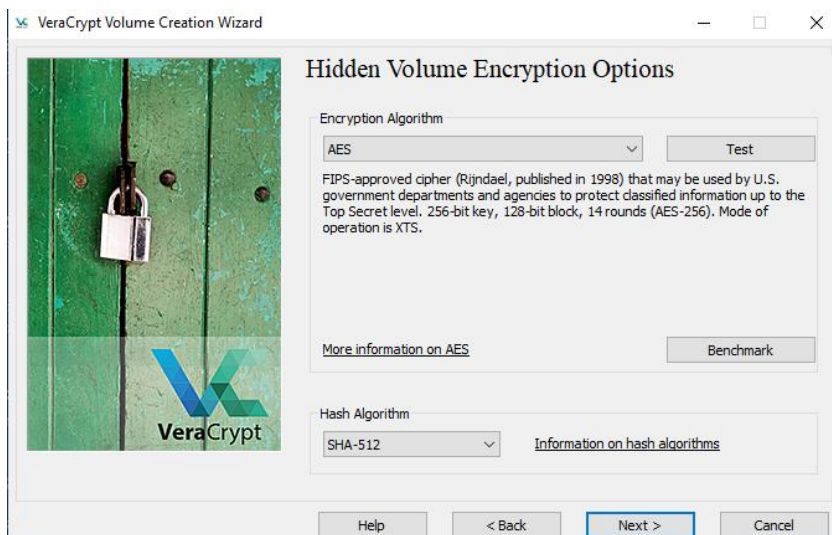 VeraCrypt Volume Creation Wizard
Hidden Volume Encryption Options
Encryption Algorithm
AES
Test
FIPS-approved cipher (Rijndael, published in 1998) that may be used by U.S.
government departments and agencies to protect classified information up to the
Top Secret level. 256-bit key, 128-bit block, 14 rounds (AES-256). Mode of
operation is XTS.
More information on AES
Benchmark
VeraCrypt
Hash Algorithm
SHA-512
Information on hash algorithms
Help
< Back
Next >
Cancel